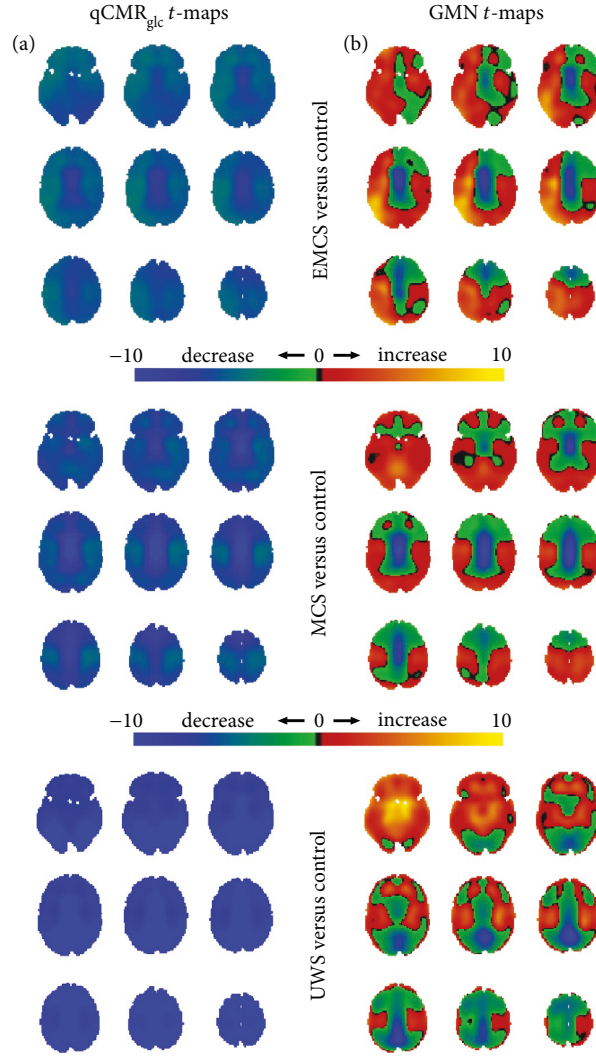 qCMRglc t-maps
GMN t-maps
(a)
(b)
EMCS versus control
−10 decrease ← 0 → increase 10
MCS versus control
−10 decrease ← 0 → increase 10
UWS versus control